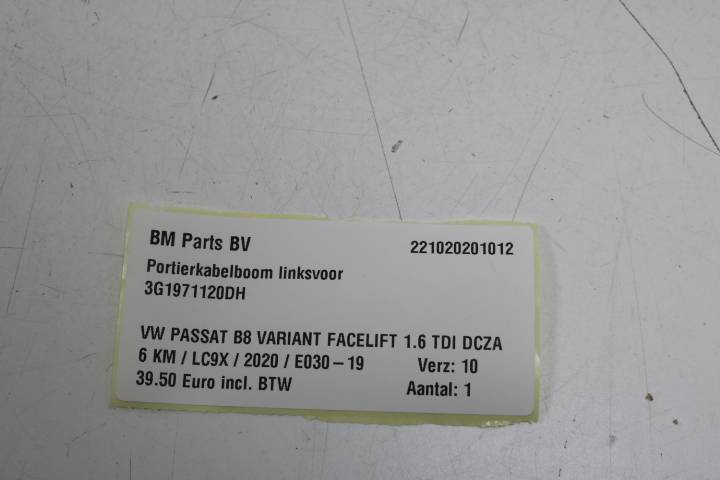 BM Parts BV 221020201012
Portierkabelboom linksvoor
3G1971120DH
VW PASSAT B8 VARIANT FACELIFT 1.6 TDI DCZA
6 KM / LC9X / 2020 / E030-19 Verz: 10
39.50 Euro incl. BTW Aantal: 1